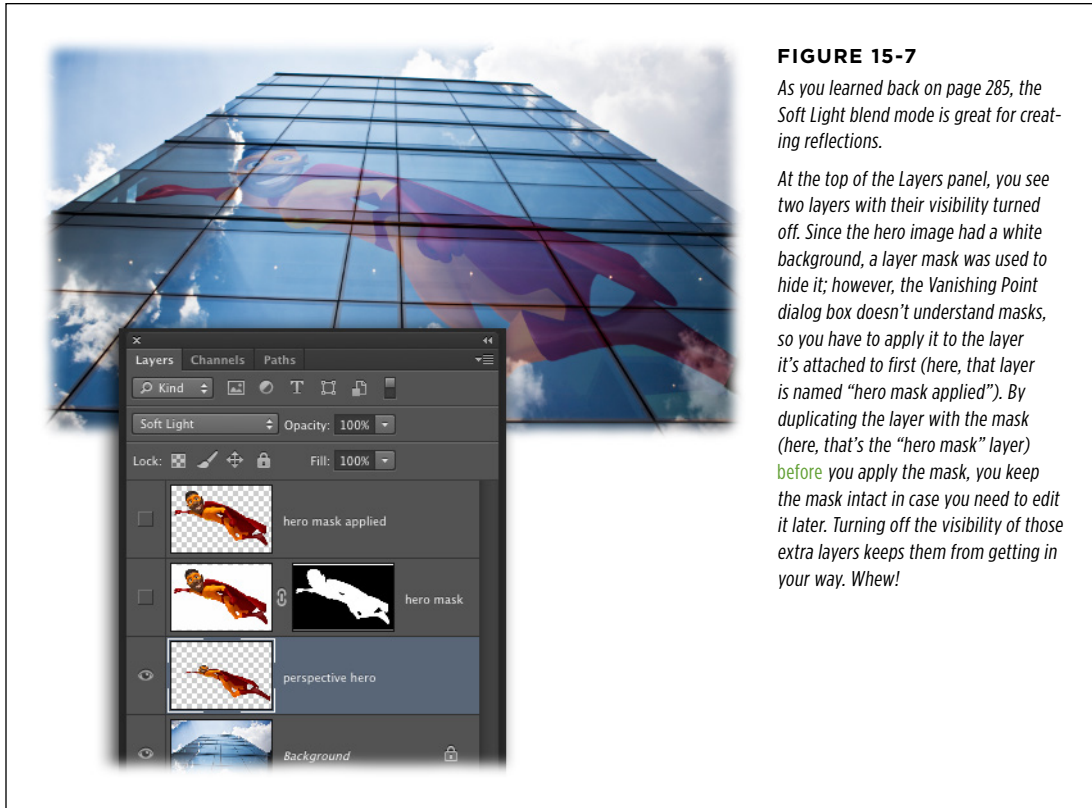 FIGURE 15-7
As you learned back on page 285, the
Soft Light blend mode is great for creat-
ing reflections.
At the top of the Layers panel, you see
two layers with their visibility turned
off. Since the hero image had a white
background, a layer mask was used to
hide it; however, the Vanishing Point
dialog box doesn’t understand masks,
so you have to apply it to the layer
it’s attached to first (here, that layer
is named “hero mask applied”). By
duplicating the layer with the mask
(here, that’s the “hero mask” layer)
before you apply the mask, you keep
the mask intact in case you need to edit
it later. Turning off the visibility of those
extra layers keeps them from getting in
your way. Whew!
Layers Channels Paths
Kind
Soft Light Opacity: 100%
Lock: Fill: 100%
hero mask applied
hero mask
perspective hero
Background